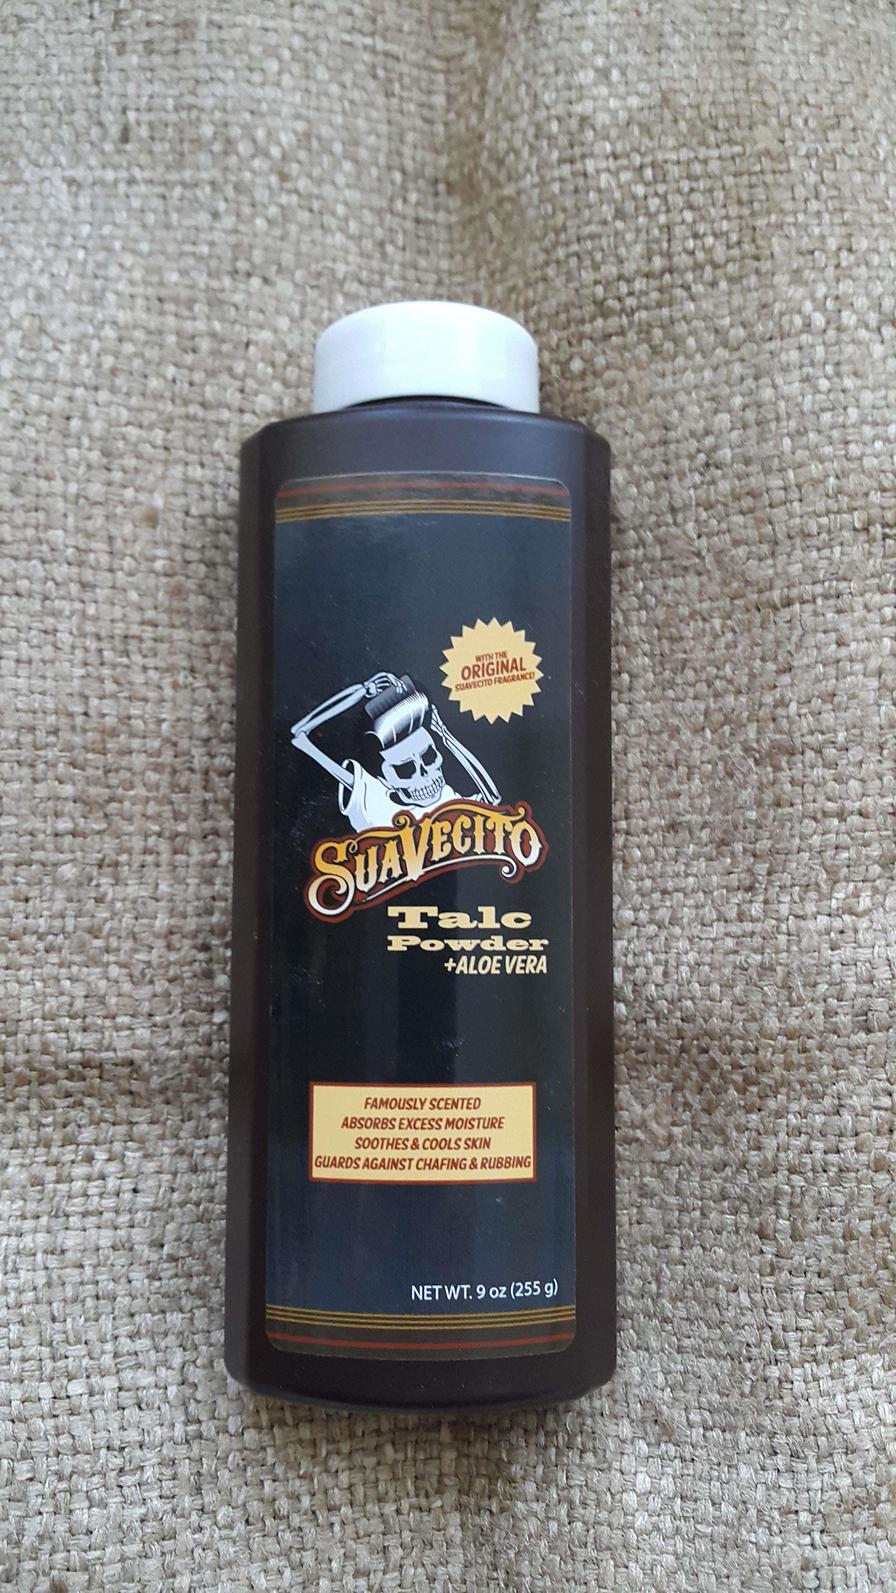 WITH THE
ORIGINAL
SUAVECITO FRAGRANCE!
SUAVECITO
Talc
Powder
+ALOE VERA
FAMOUSLY SCENTED
ABSORBS EXCESS MOISTURE
SOOTHES & COOLS SKIN
GUARDS AGAINST CHAFING & RUBBING
NET WT. 9 oz (255 g)